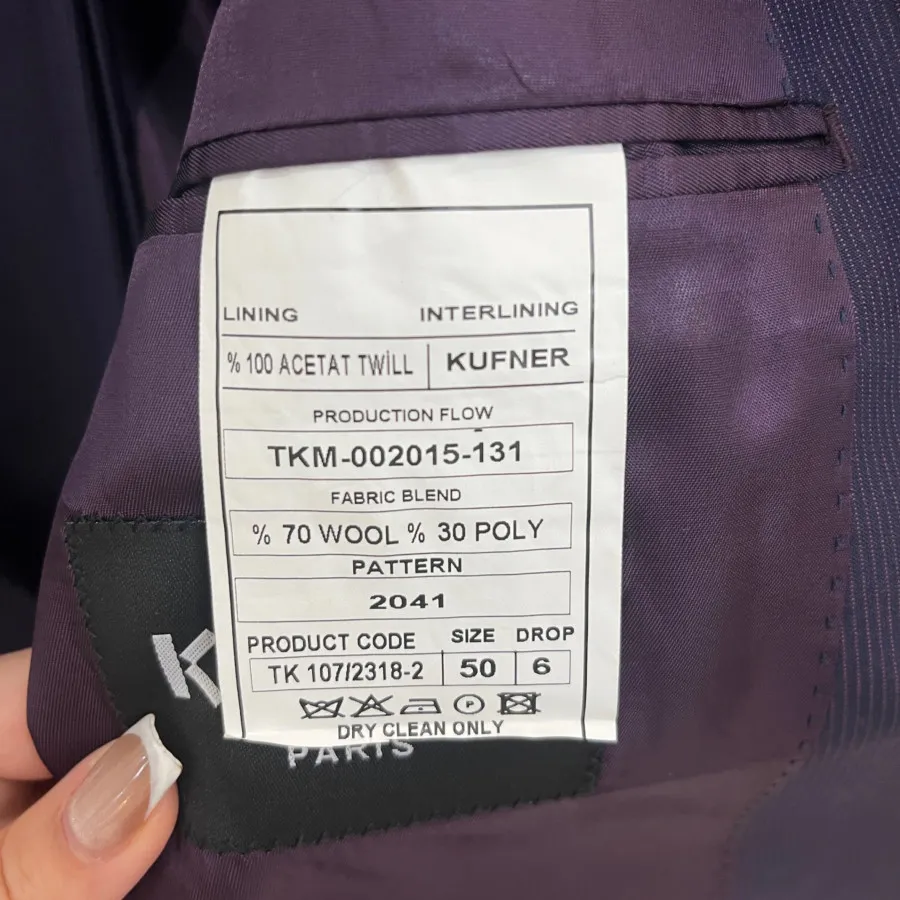 LINING INTERLINING
% 100 ACETAT TWİLL KUFNER
PRODUCTION FLOW
TKM-002015-131
FABRIC BLEND
% 70 WOOL % 30 POLY
PATTERN
2041
PRODUCT CODE SIZE DROP
TK 107/2318-2 50 6
P
DRY CLEAN ONLY
K
PARIS